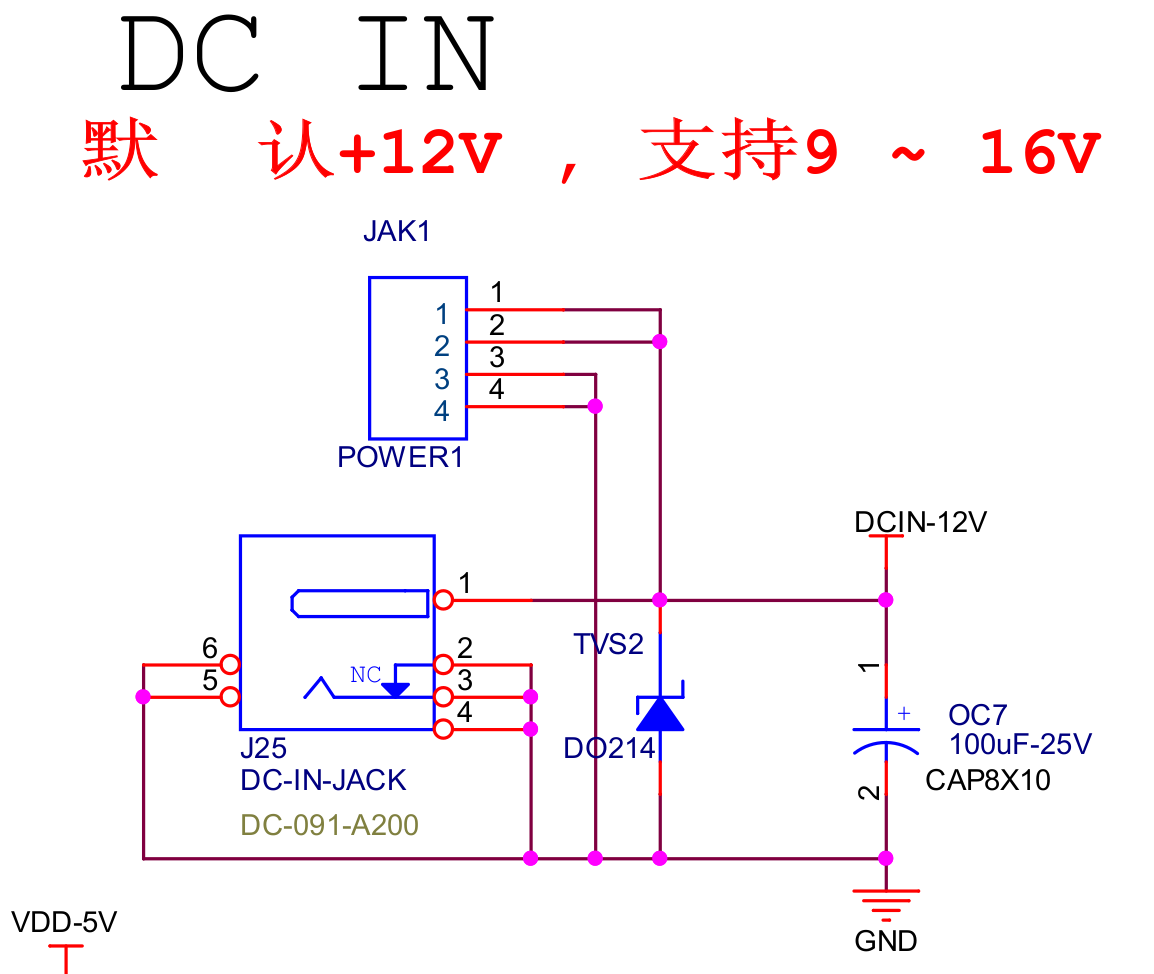 DC IN
默 认+12V , 支持9 ~ 16V
JAK1
1 1
2 2
3 3
4 4
POWER1
DCIN-12V
1
6
2
TVS2
5
NC
3
1
4
+
OC7
J25
DO214
100uF-25V
DC-IN-JACK
2
CAP8X10
DC-091-A200
VDD-5V
GND